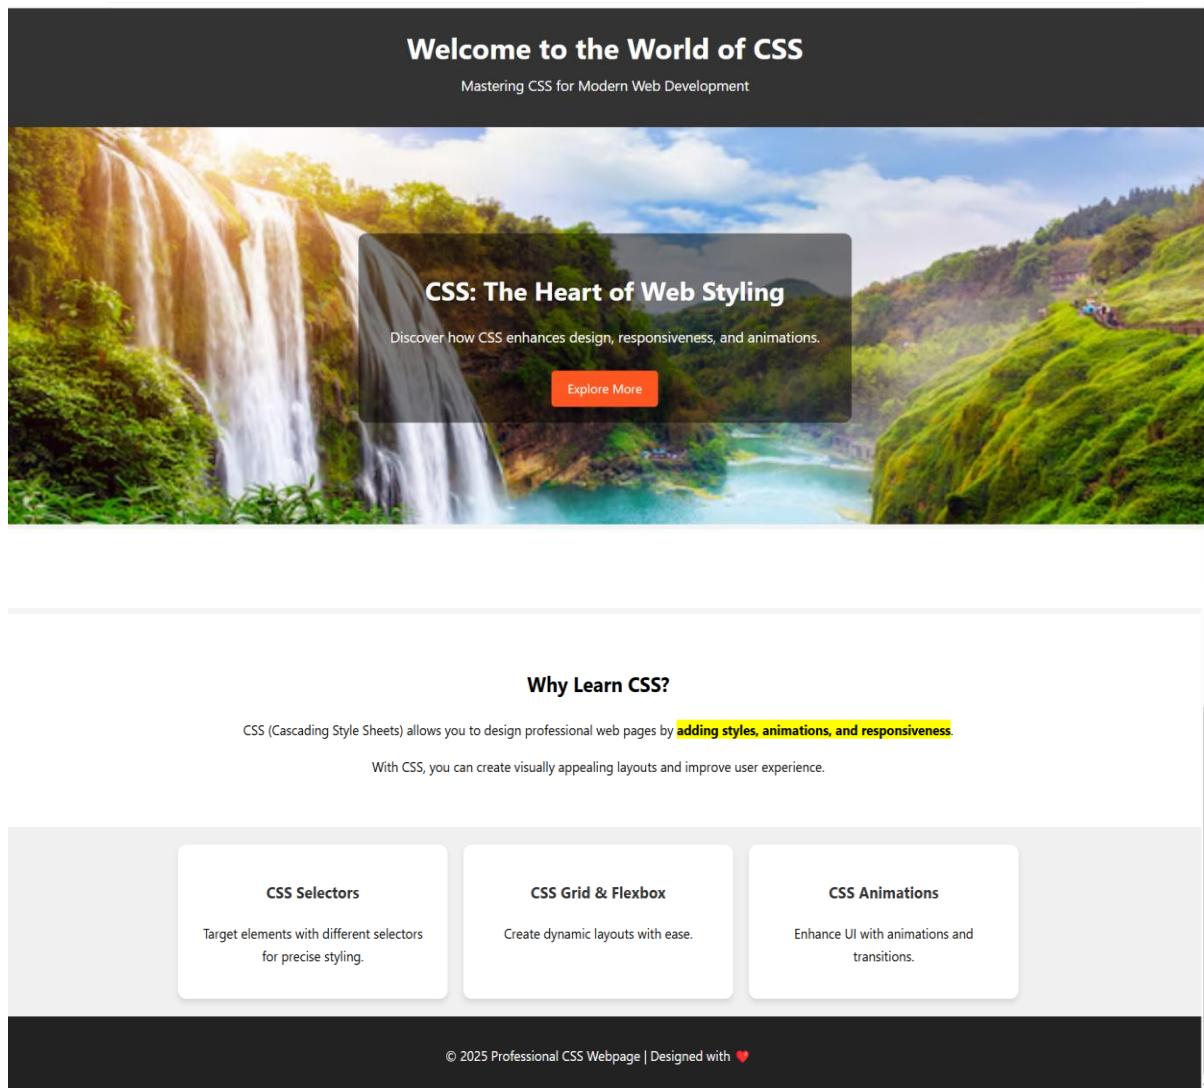 Welcome to the World of CSS
Mastering CSS for Modern Web Development
CSS: The Heart of Web Styling
Discover how CSS enhances design, responsiveness, and animations.
Explore More
Why Learn CSS?
CSS (Cascading Style Sheets) allows you to design professional web pages by adding styles, animations, and responsiveness.
With CSS, you can create visually appealing layouts and improve user experience.
CSS Selectors
Target elements with different selectors
for precise styling.
CSS Grid & Flexbox
Create dynamic layouts with ease.
CSS Animations
Enhance UI with animations and
transitions.
© 2025 Professional CSS Webpage | Designed with ❤️